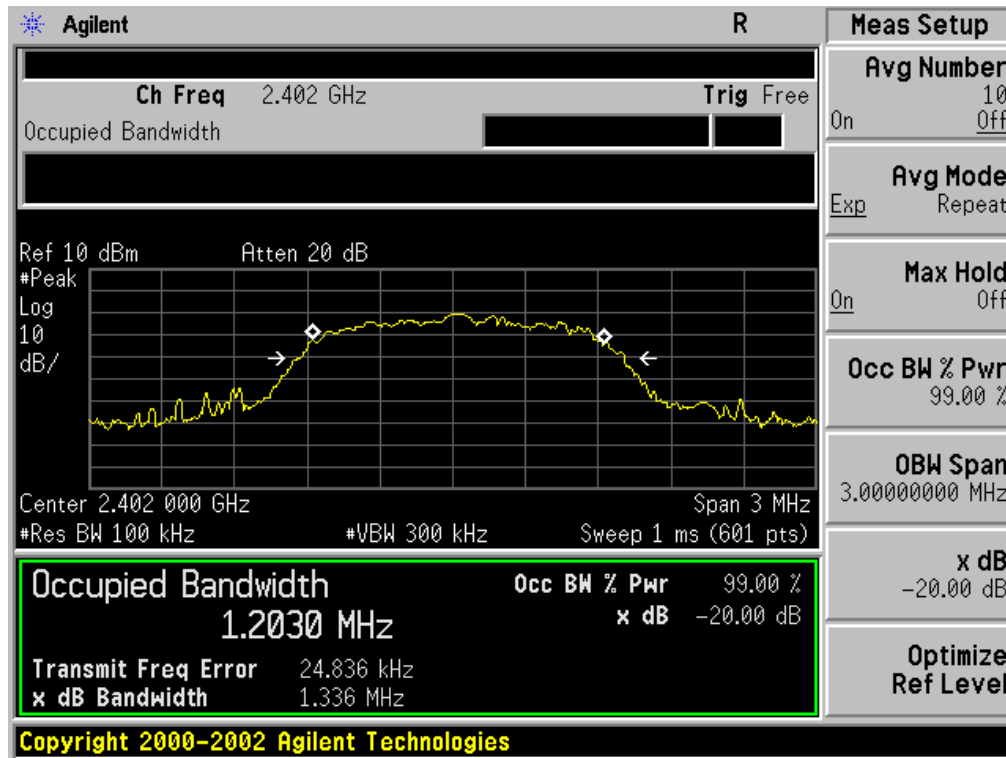 Agilent R Meas Setup
Ch Freq 2.402 GHz Trig Free
Occupied Bandwidth
Ref 10 dBm Atten 20 dB
#Peak
Log
10
dB/
Center 2.402 000 GHz Span 3 MHz
#Res BW 100 kHz #VBW 300 kHz Sweep 1 ms (601 pts)
Occupied Bandwidth Occ BW % Pwr 99.00 %
1.2030 MHz x dB -20.00 dB
Transmit Freq Error 24.836 kHz
x dB Bandwidth 1.336 MHz
Copyright 2000-2002 Agilent Technologies
Avg Number
10
On Off
Avg Mode
Exp Repeat
Max Hold
On Off
Occ BW % Pwr
99.00 %
OBW Span
3.00000000 MHz
x dB
-20.00 dB
Optimize
Ref Level